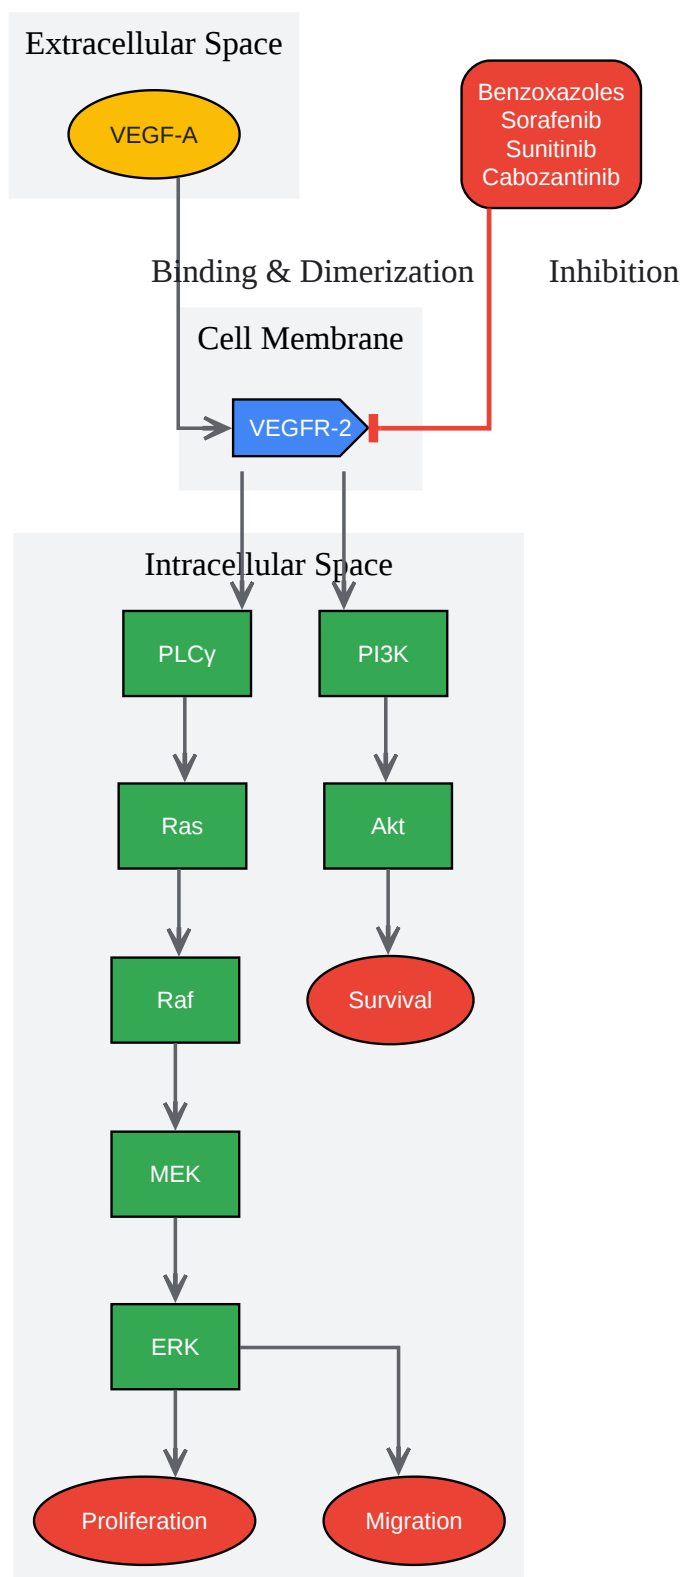 Extracellular Space
VEGF-A
Benzoxazoles
Sorafenib
Sunitinib
Cabozantinib
Binding & Dimerization
Inhibition
Cell Membrane
VEGFR-2
Intracellular Space
PLCγ
PI3K
Ras
Akt
Raf
Survival
MEK
ERK
Proliferation
Migration